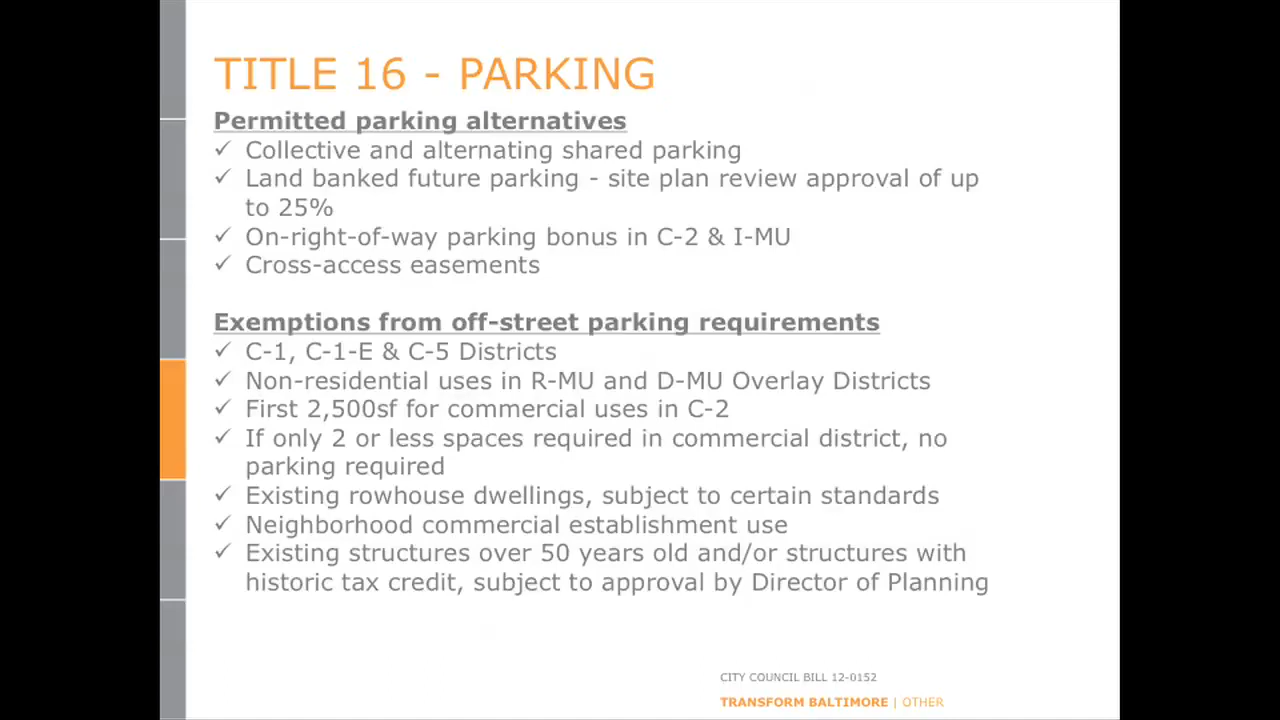 TITLE 16 - PARKING
Permitted parking alternatives
✓ Collective and alternating shared parking
✓ Land banked future parking - site plan review approval of up
to 25%
✓ On-right-of-way parking bonus in C-2 & I-MU
✓ Cross-access easements
Exemptions from off-street parking requirements
✓ C-1, C-1-E & C-5 Districts
✓ Non-residential uses in R-MU and D-MU Overlay Districts
✓ First 2,500sf for commercial uses in C-2
✓ If only 2 or less spaces required in commercial district, no
parking required
✓ Existing rowhouse dwellings, subject to certain standards
✓ Neighborhood commercial establishment use
✓ Existing structures over 50 years old and/or structures with
historic tax credit, subject to approval by Director of Planning
CITY COUNCIL BILL 12-0152
TRANSFORM BALTIMORE | OTHER